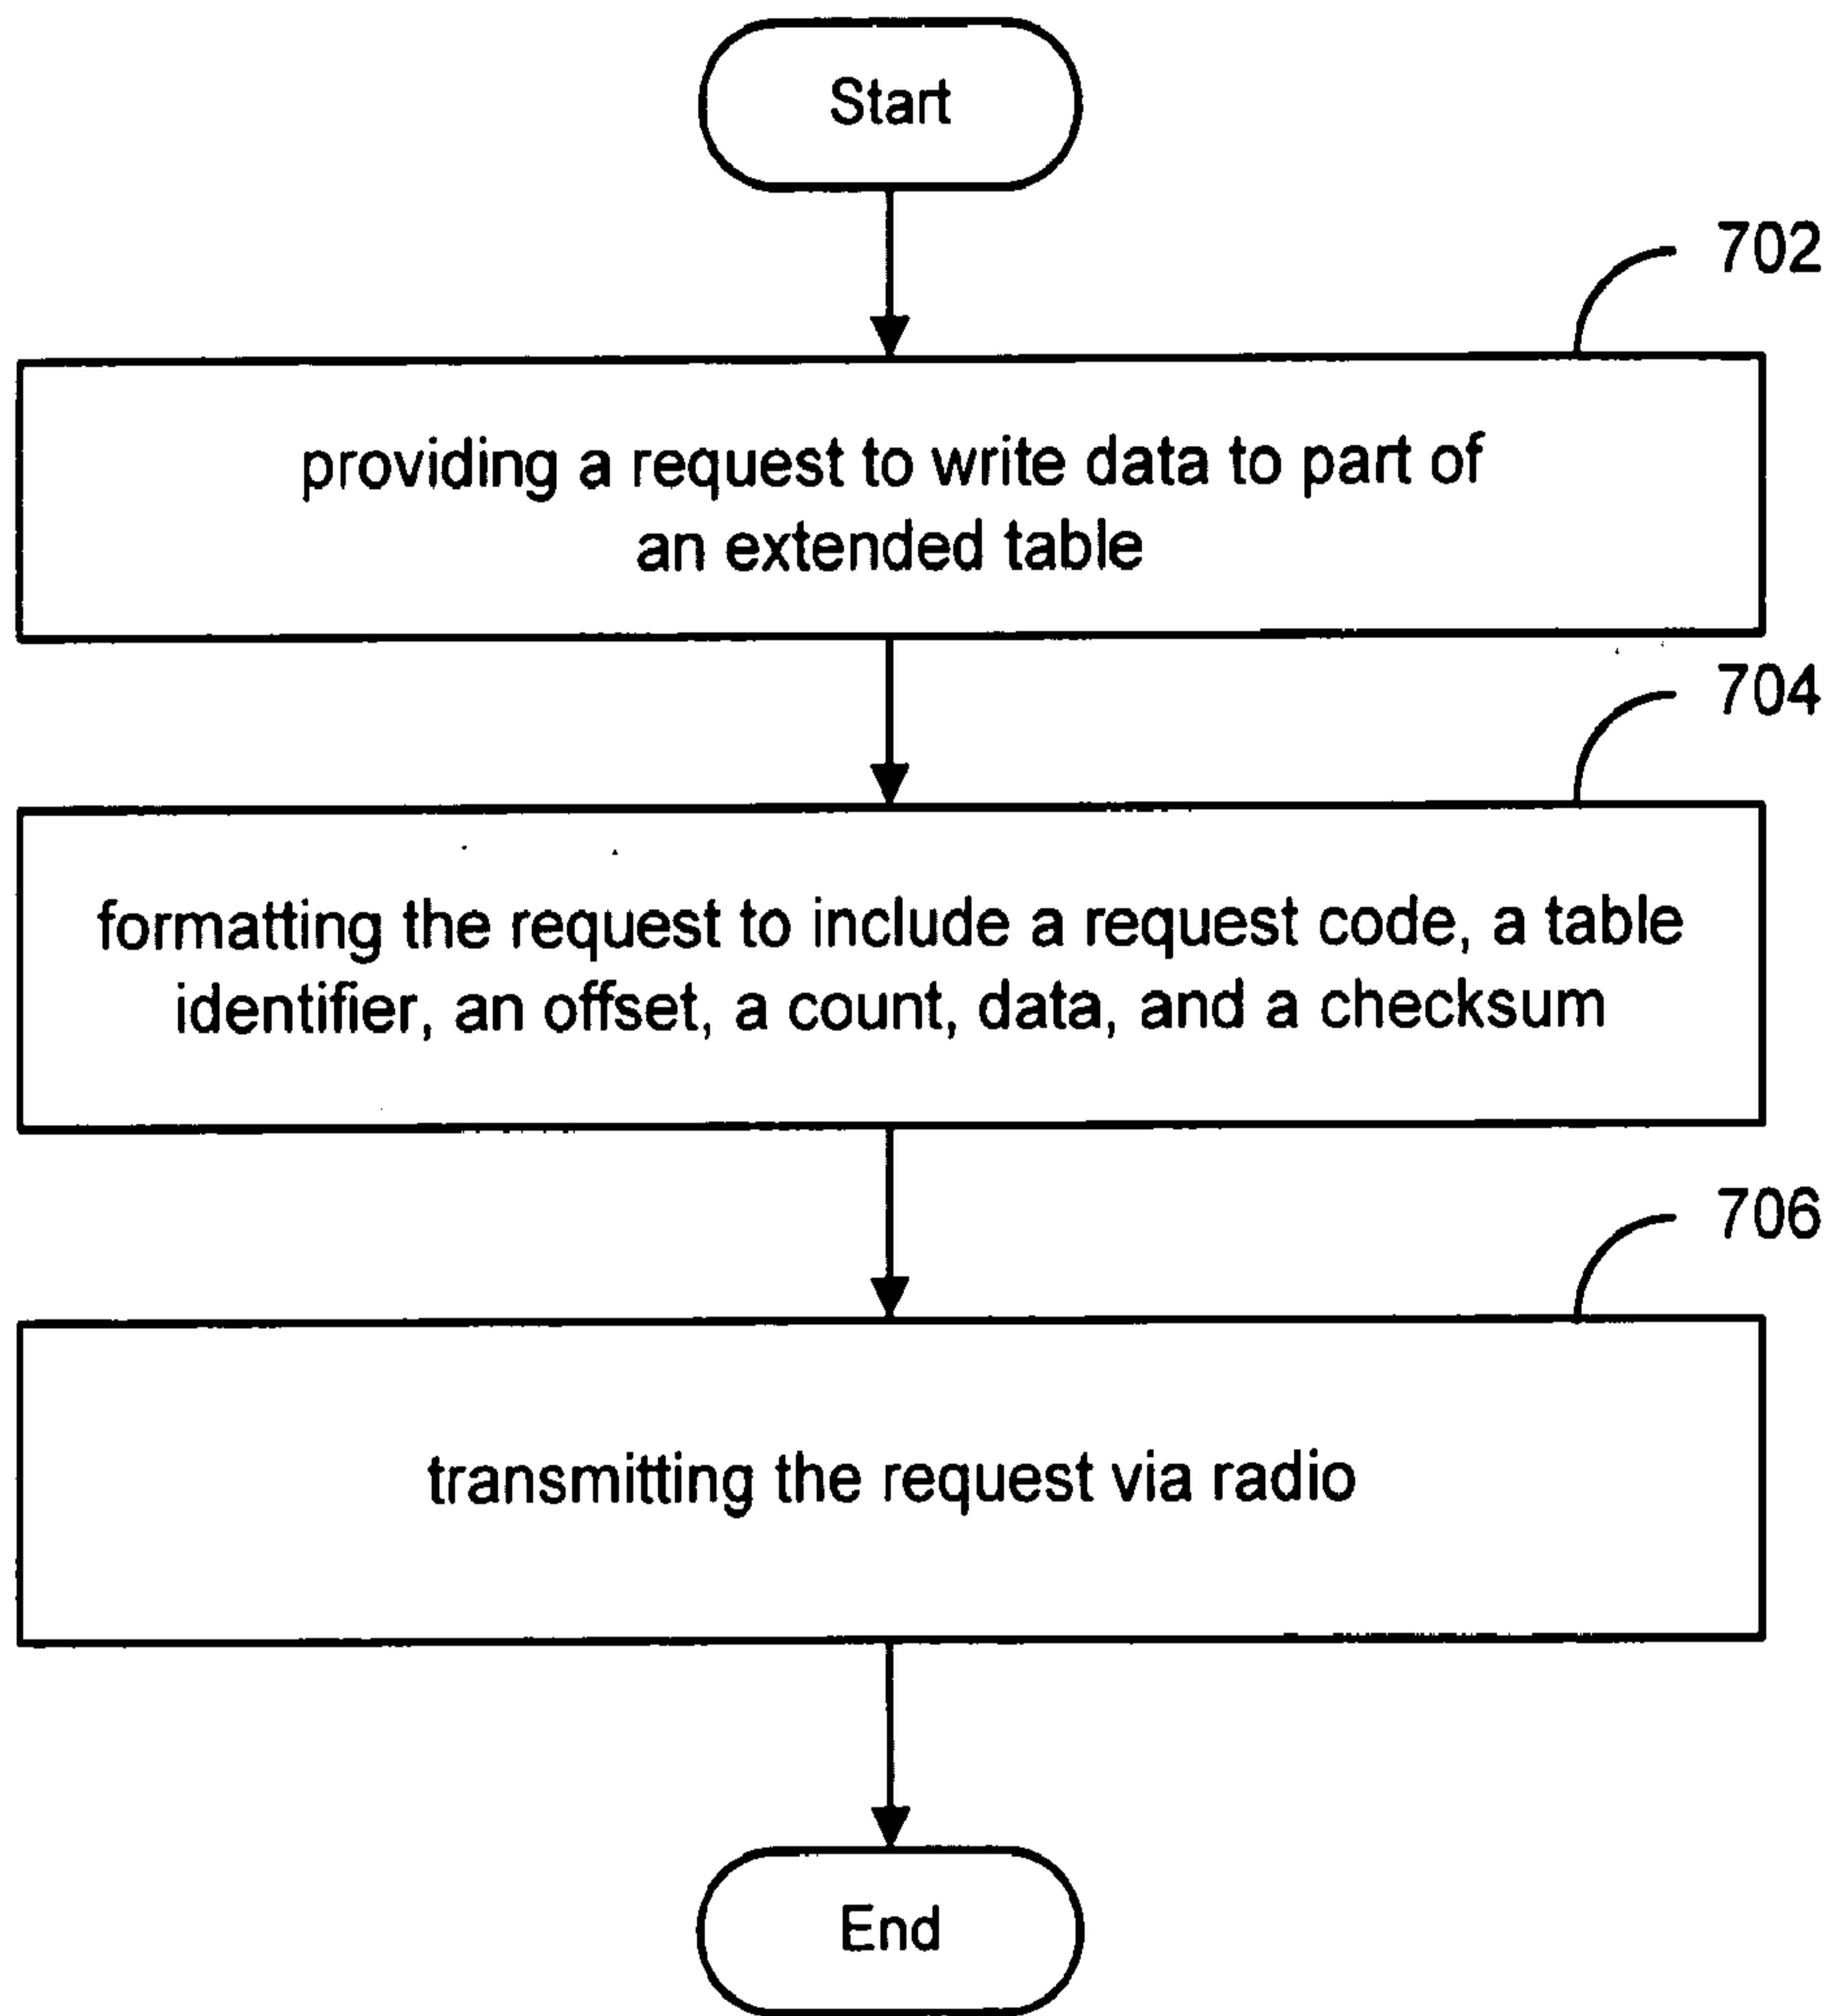 Start
702
providing a request to write data to part of
an extended table
704
formatting the request to include a request code, a table
identifier, an offset, a count, data, and a checksum
706
transmitting the request via radio
End